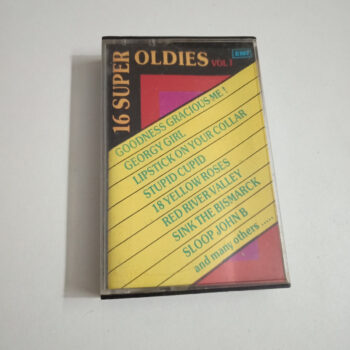 16 SUPER
OLDIES VOL 1
EMI
GOODNESS GRACIOUS ME !
GEORGY GIRL
LIPSTICK ON YOUR COLLAR
STUPID CUPID
18 YELLOW ROSES
RED RIVER VALLEY
SINK THE BISMARCK
SLOOP JOHN B
and many others .....